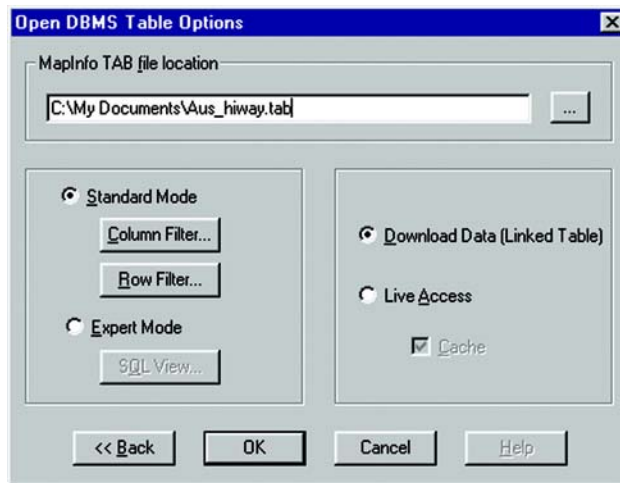 Open DBMS Table Options
MapInfo TAB file location
C:\My Documents\Aus_hiway.tab
...
Standard Mode
Column Filter...
Row Filter...
Expert Mode
SQL View...
Download Data (Linked Table)
Live Access
Cache
<< Back
OK
Cancel
Help